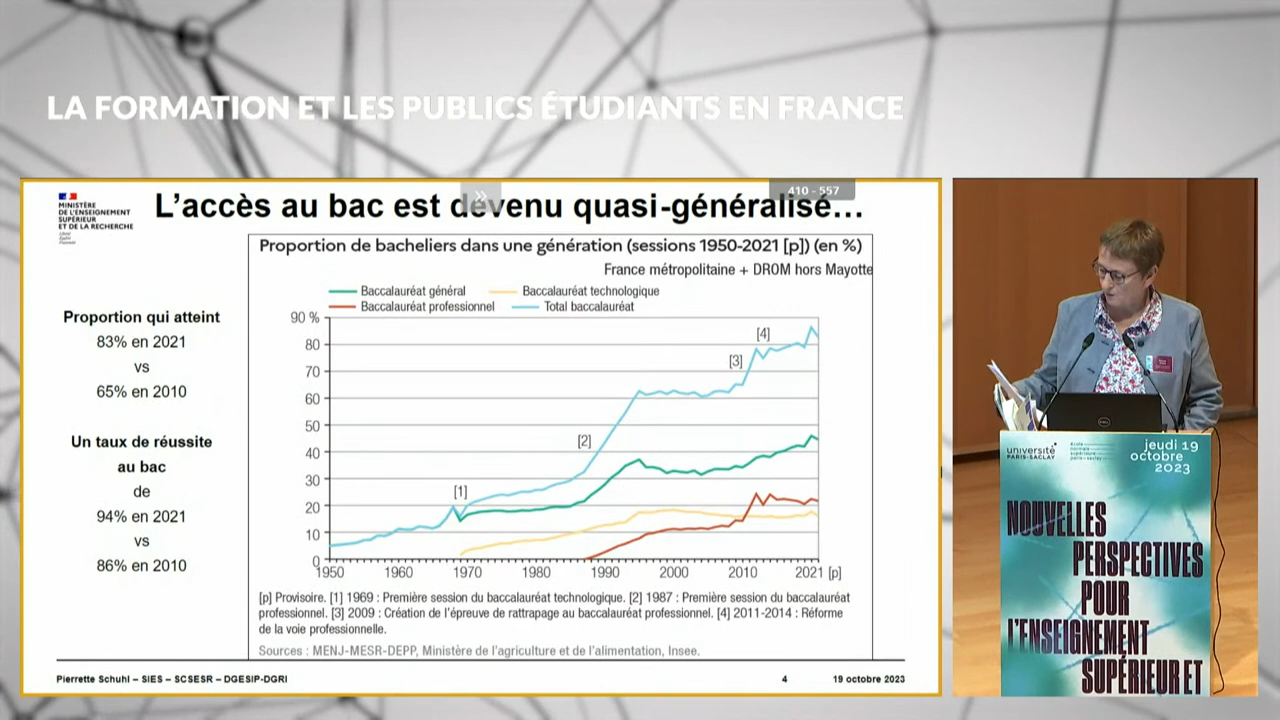 LA FORMATION ET LES PUBLICS ÉTUDIANTS EN FRANCE
410 - 557
MINISTÈRE
DE L'ENSEIGNEMENT
SUPÉRIEUR
ET DE LA RECHERCHE
Liberté
Égalité
Fraternité
L'accès au bac est devenu quasi-généralisé…
Proportion qui atteint
83% en 2021
vs
65% en 2010
Un taux de réussite
au bac
de
94% en 2021
vs
86% en 2010
Proportion de bacheliers dans une génération (sessions 1950-2021 [p]) (en %)
France métropolitaine + DROM hors Mayotte
Baccalauréat général
Baccalauréat technologique
Baccalauréat professionnel
Total baccalauréat
90 %
80
70
60
50
40
30
20
10
0
[1]
[2]
[3]
[4]
1950 1960 1970 1980 1990 2000 2010 2021 [p]
[p] Provisoire. [1] 1969 : Première session du baccalauréat technologique. [2] 1987 : Première session du baccalauréat
professionnel. [3] 2009 : Création de l'épreuve de rattrapage au baccalauréat professionnel. [4] 2011-2014 : Réforme
de la voie professionnelle.
Sources : MENJ-MESR-DEPP, Ministère de l'agriculture et de l'alimentation, Insee.
Pierrette Schuhl – SIES – SCSESR – DGESIP-DGRI
4
19 octobre 2023
université
PARIS-SACLAY
école
normale
supérieure
paris-saclay
jeudi 19
octobre
2023
NOUVELLES
PERSPECTIVES
POUR
L'ENSEIGNEMENT
SUPÉRIEUR ET